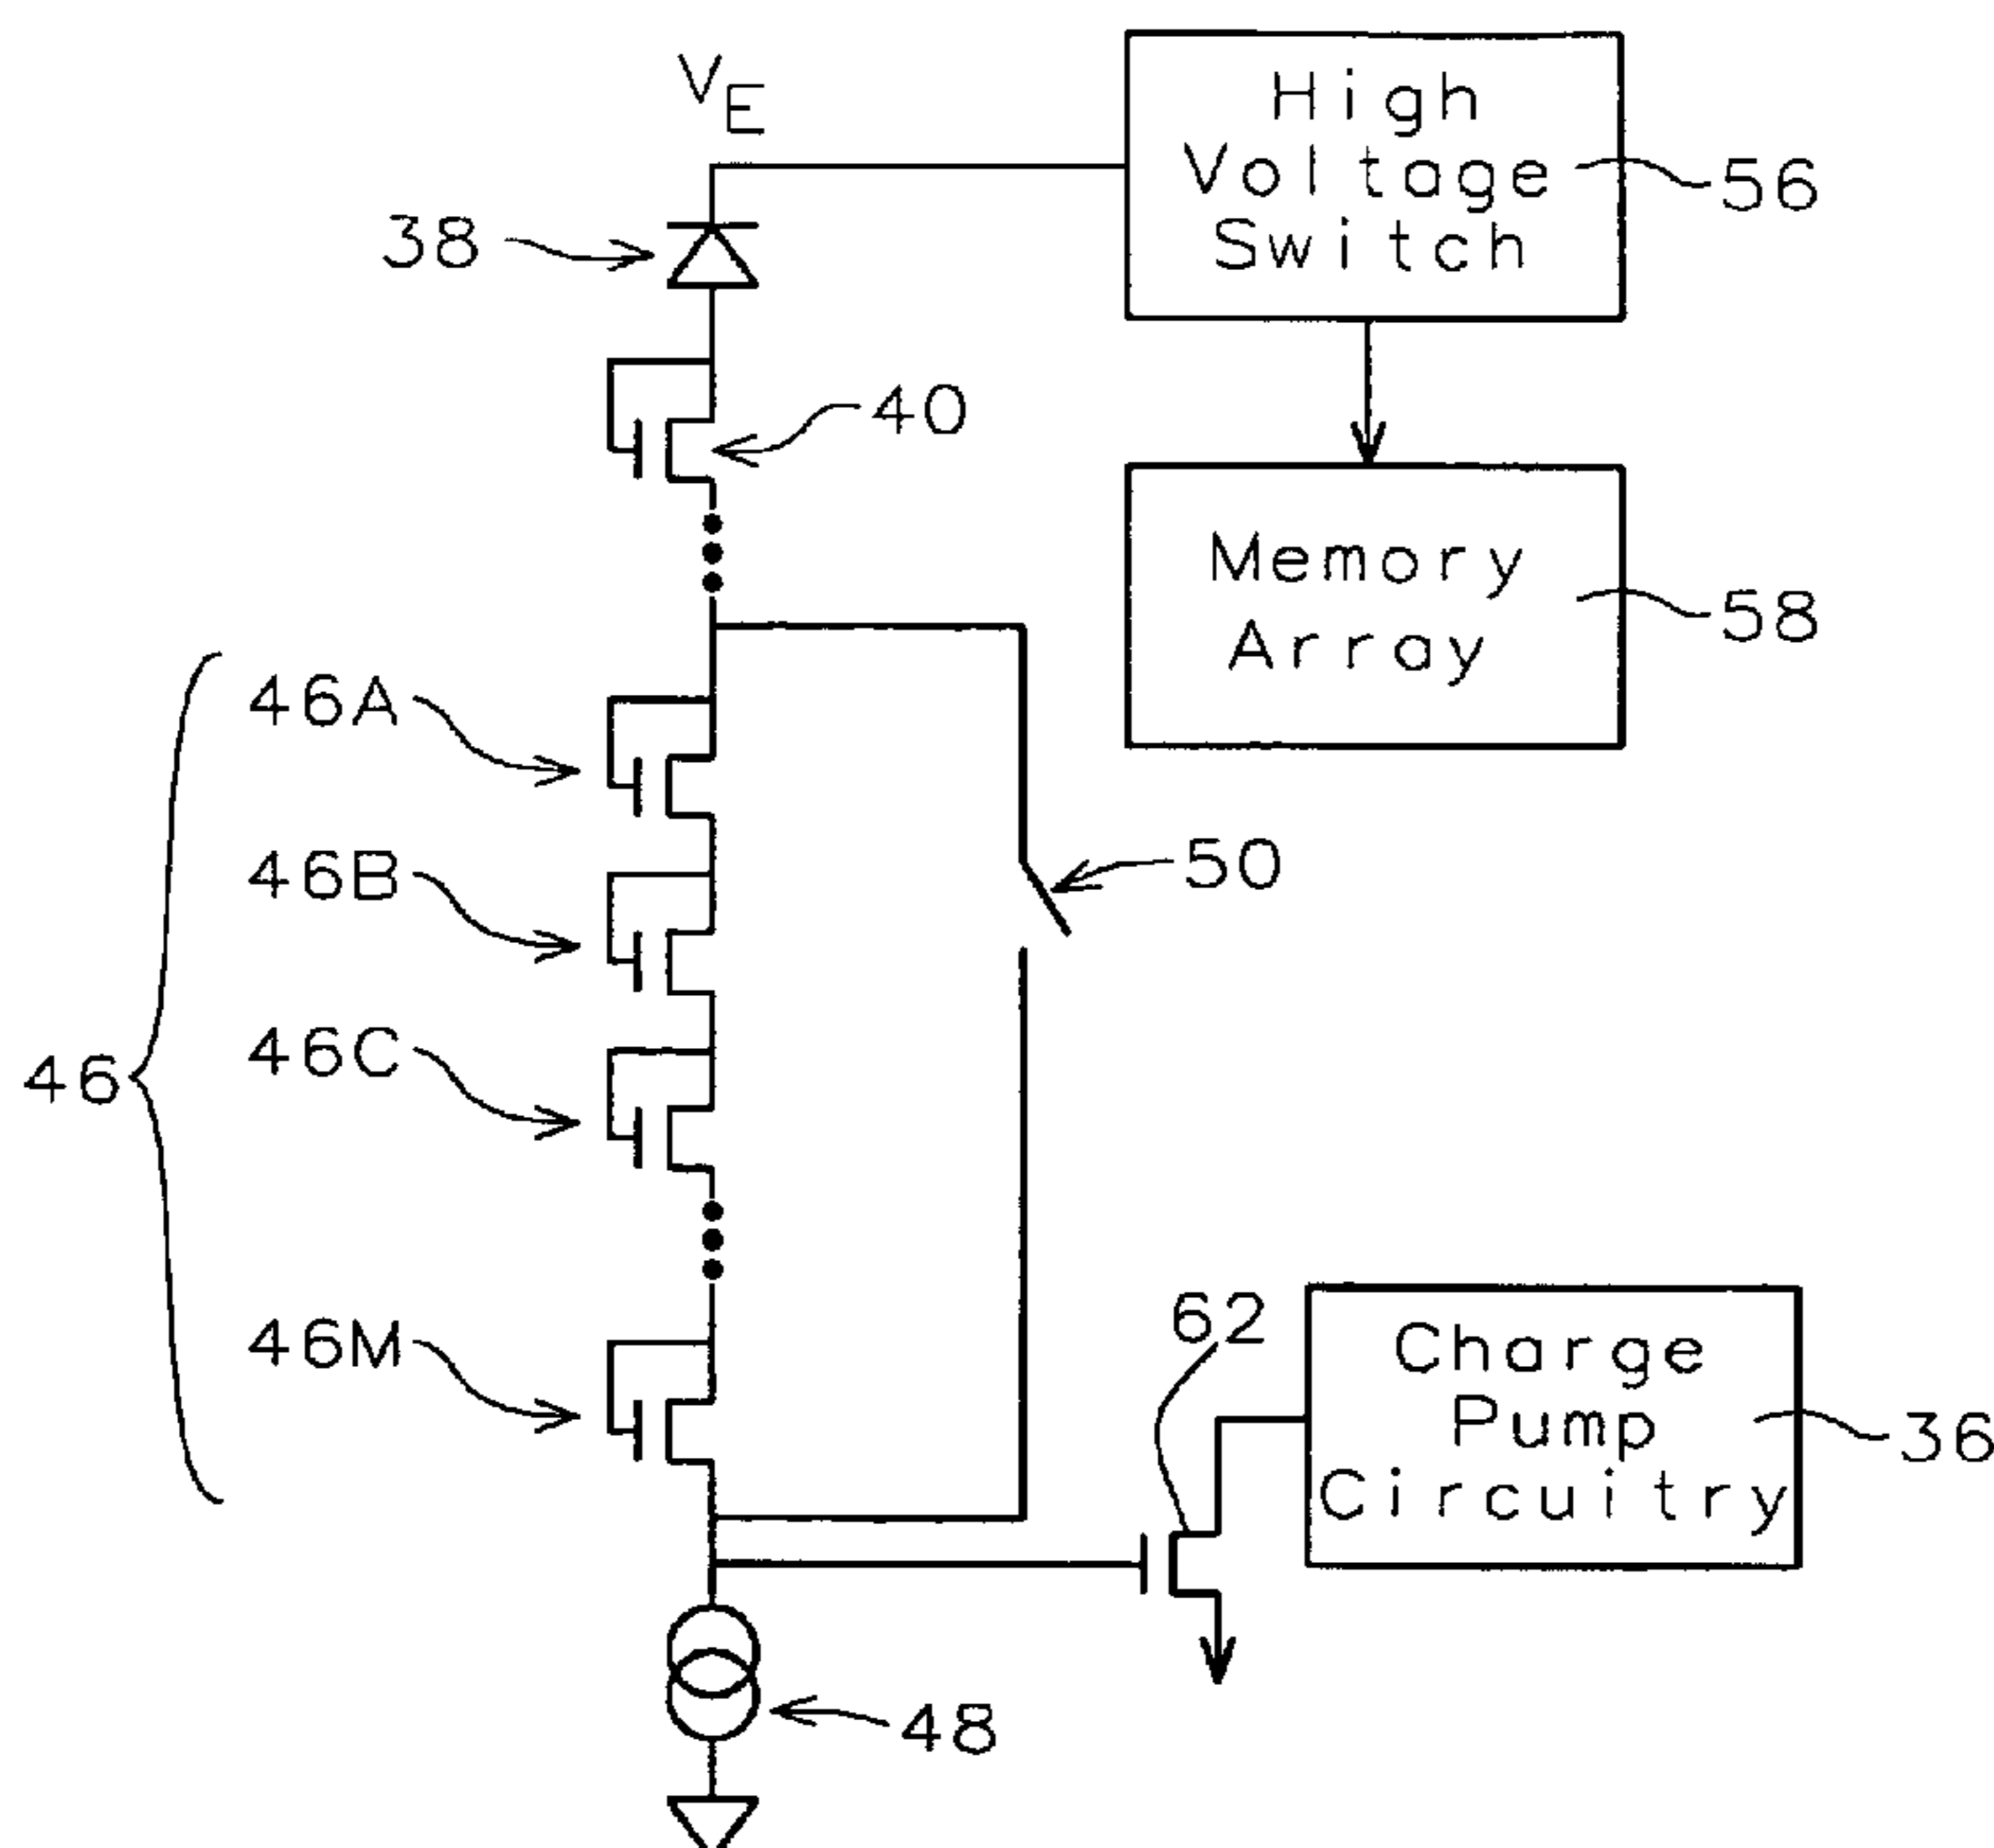 VE
High
Voltage
Switch
56
38
40
Memory
Array
58
46A
46B
50
46C
46
46M
62
Charge
Pump
Circuitry
36
48